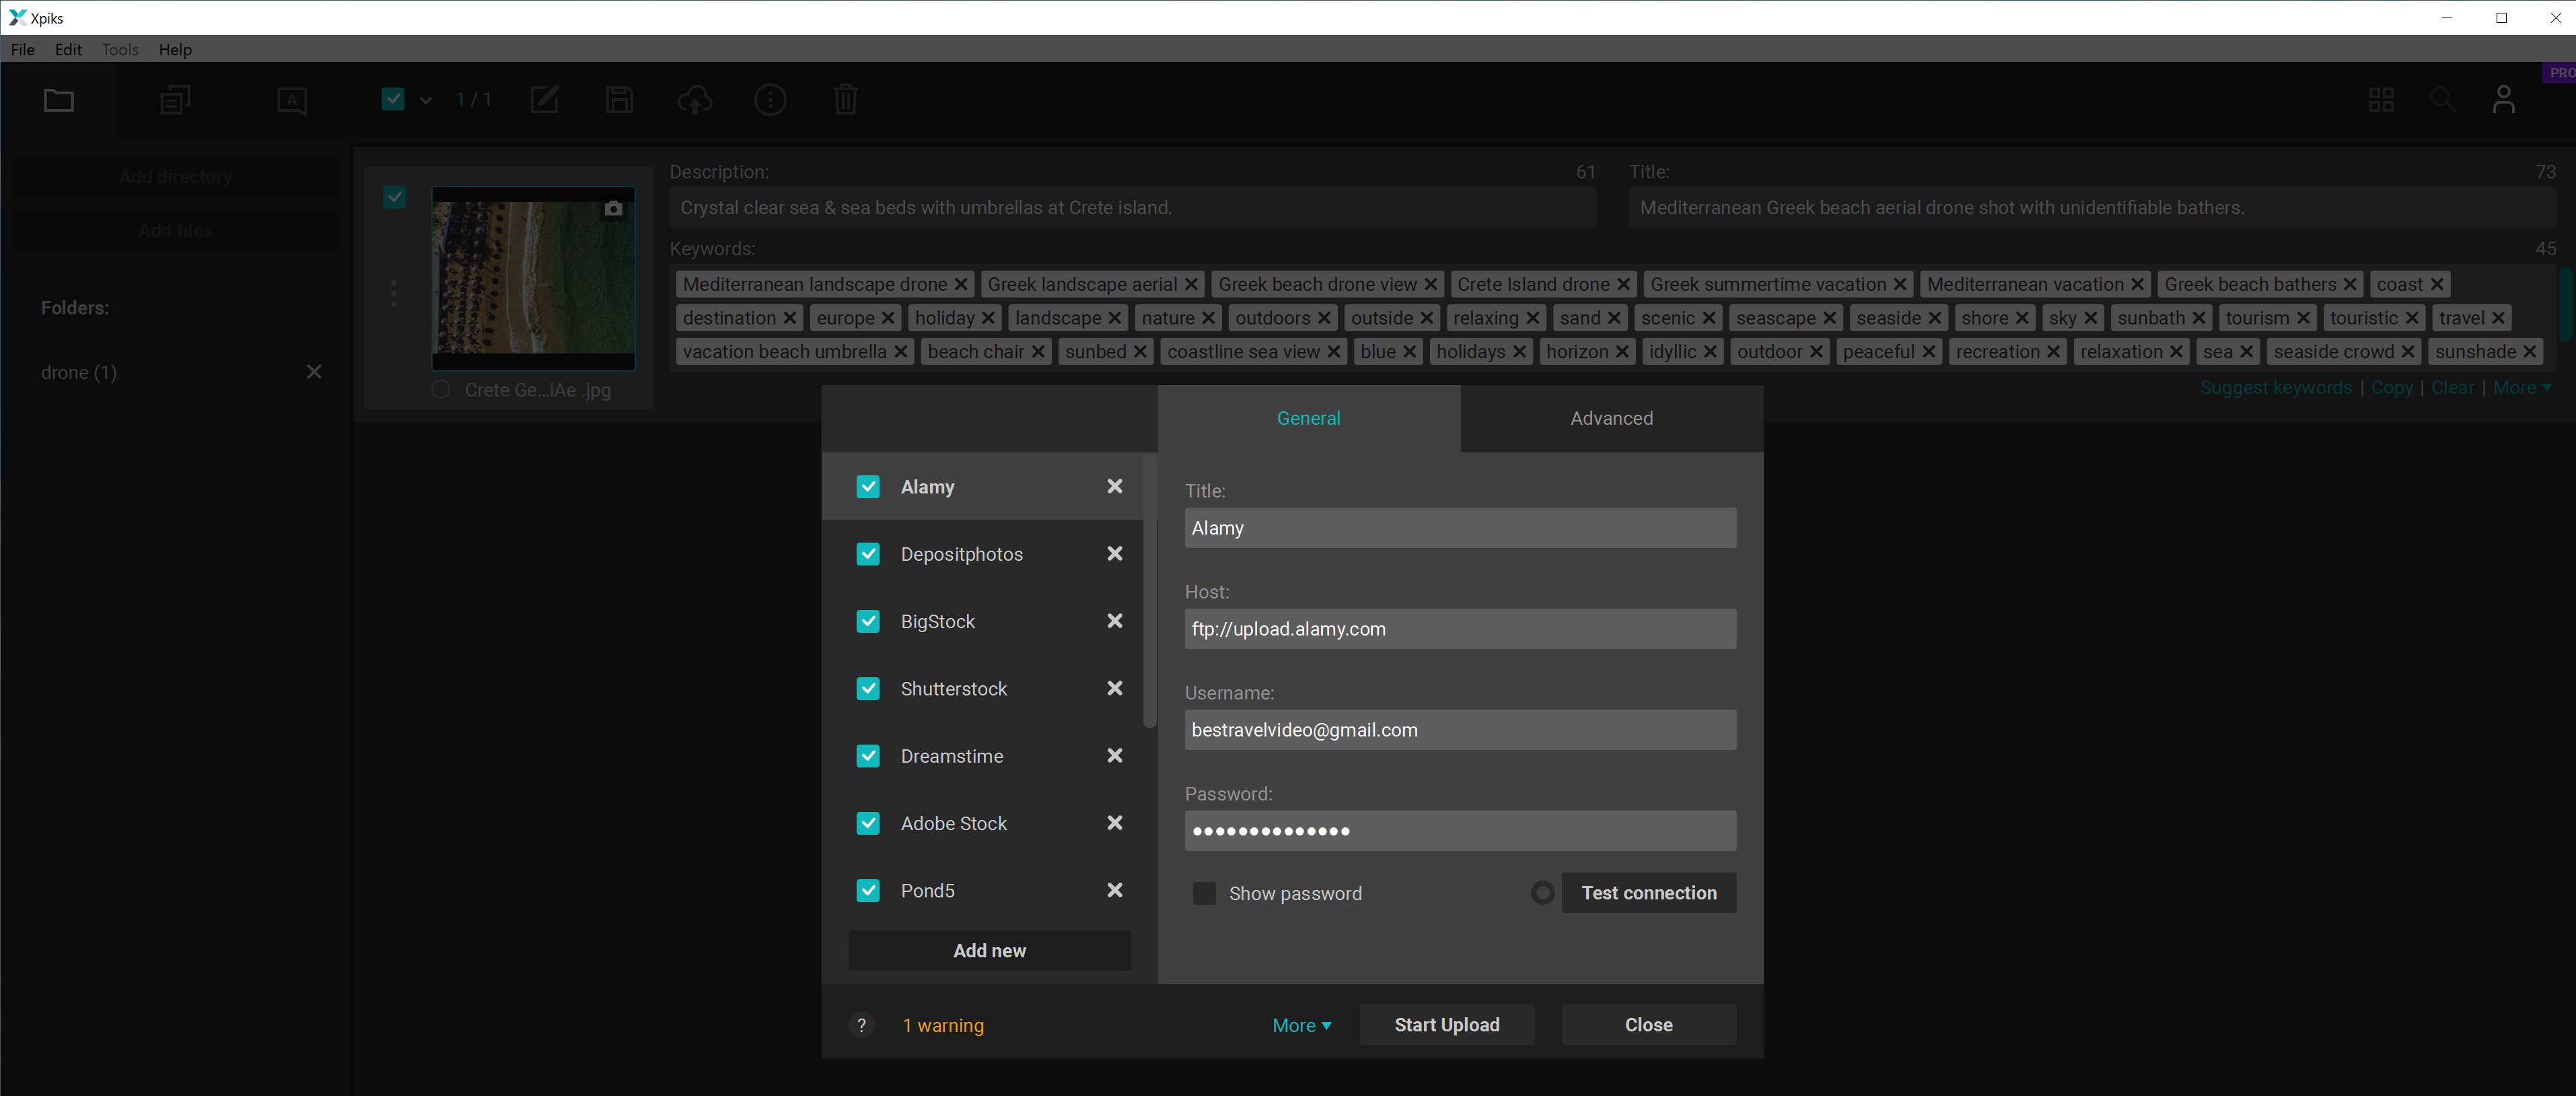 Xpiks
File Edit Tools Help
PRO
A
1 / 1
Add directory
Add files
Folders:
drone (1)
Crete Ge...iAe .jpg
Description: 61
Crystal clear sea & sea beds with umbrellas at Crete island.
Title: 73
Mediterranean Greek beach aerial drone shot with unidentifiable bathers.
Keywords: 45
Mediterranean landscape drone Greek landscape aerial Greek beach drone view Crete Island drone Greek summertime vacation Mediterranean vacation Greek beach bathers coast
destination europe holiday landscape nature outdoors outside relaxing sand scenic seascape seaside shore sky sunbath tourism touristic travel
vacation beach umbrella beach chair sunbed coastline sea view blue holidays horizon idyllic outdoor peaceful recreation relaxation sea seaside crowd sunshade
Suggest keywords | Copy | Clear | More
General
Advanced
Alamy
Depositphotos
BigStock
Shutterstock
Dreamstime
Adobe Stock
Pond5
Add new
Title:
Alamy
Host:
ftp://upload.alamy.com
Username:
bestravelvideo@gmail.com
Password:
••••••••••••••
Show password
Test connection
? 1 warning
More
Start Upload
Close